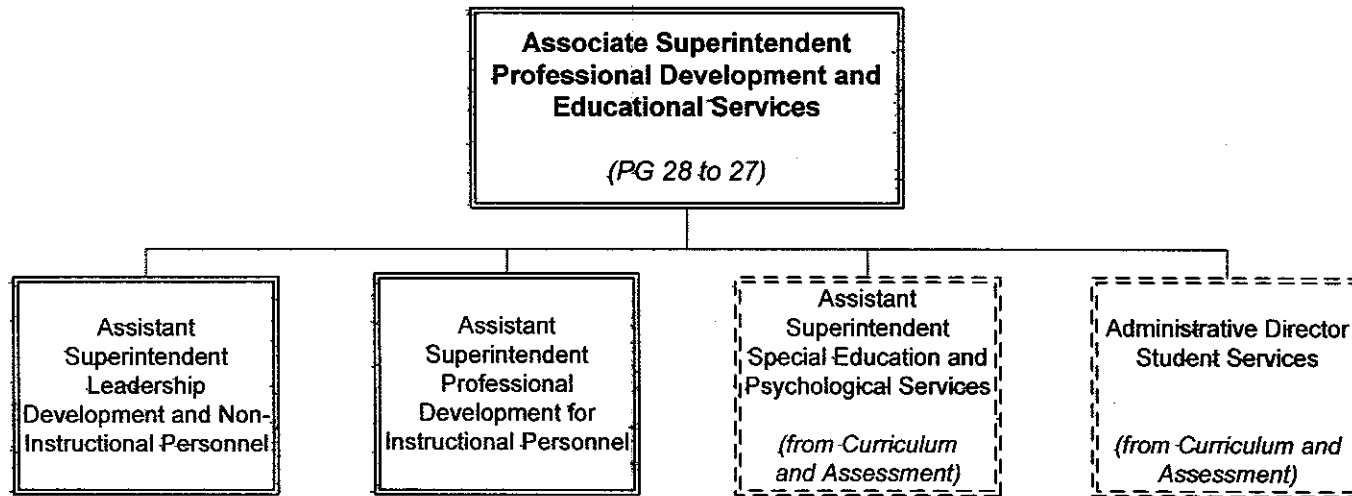 Associate Superintendent
Professional Development and
Educational Services
(PG 28 to 27)
Assistant
Superintendent
Leadership
Development and Non-
Instructional Personnel
Assistant
Superintendent
Professional
Development for
Instructional Personnel
Assistant
Superintendent
Special Education and
Psychological Services
(from Curriculum
and Assessment)
Administrative Director
Student Services
(from Curriculum and
Assessment)